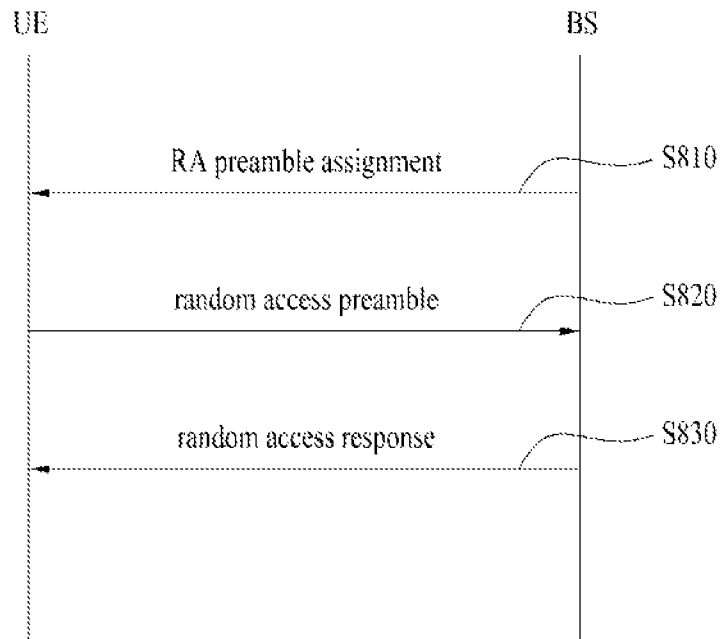 UE BS
RA preamble assignment S810
random access preamble S820
random access response S830